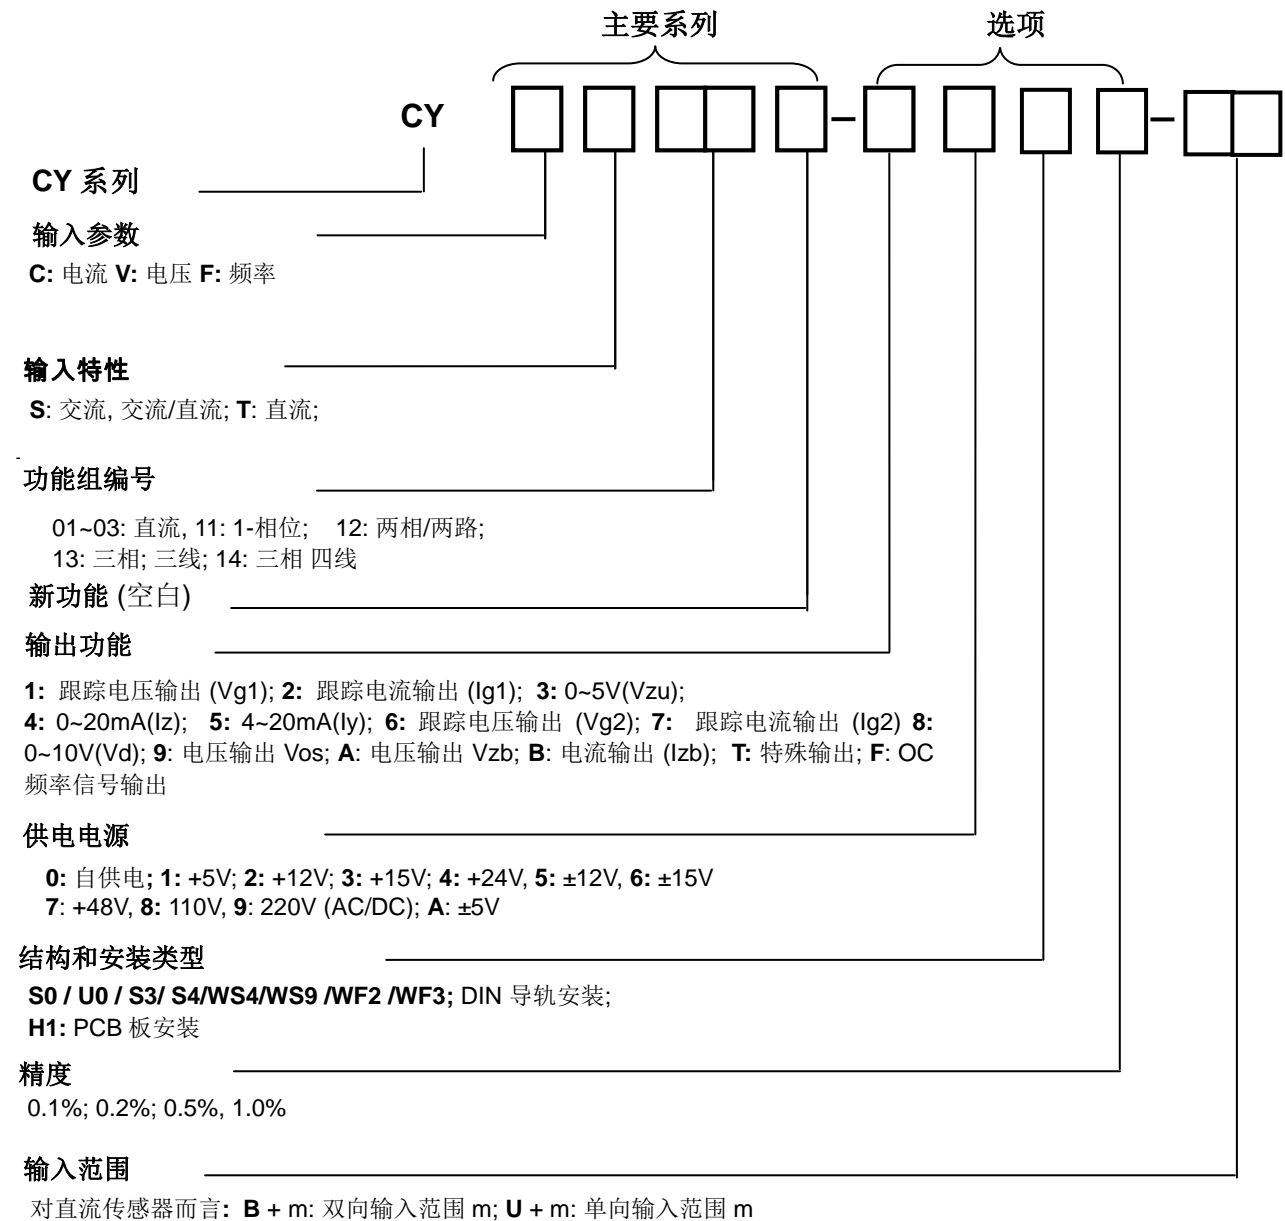 主要系列 选项
CY – –
CY 系列
输入参数
C: 电流 V: 电压 F: 频率
输入特性
S: 交流, 交流/直流; T: 直流;
功能组编号
01~03: 直流, 11: 1-相位; 12: 两相/两路;
13: 三相; 三线; 14: 三相 四线
新功能 (空白)
输出功能
1: 跟踪电压输出 (Vg1); 2: 跟踪电流输出 (Ig1); 3: 0~5V(Vzu);
4: 0~20mA(Iz); 5: 4~20mA(Iy); 6: 跟踪电压输出 (Vg2); 7: 跟踪电流输出 (Ig2) 8:
0~10V(Vd); 9: 电压输出 Vos; A: 电压输出 Vzb; B: 电流输出 (Izb); T: 特殊输出; F: OC
频率信号输出
供电电源
0: 自供电; 1: +5V; 2: +12V; 3: +15V; 4: +24V, 5: ±12V, 6: ±15V
7: +48V, 8: 110V, 9: 220V (AC/DC); A: ±5V
结构和安装类型
S0 / U0 / S3/ S4/WS4/WS9 /WF2 /WF3; DIN 导轨安装;
H1: PCB 板安装
精度
0.1%; 0.2%; 0.5%, 1.0%
输入范围
对直流传感器而言: B + m: 双向输入范围 m; U + m: 单向输入范围 m